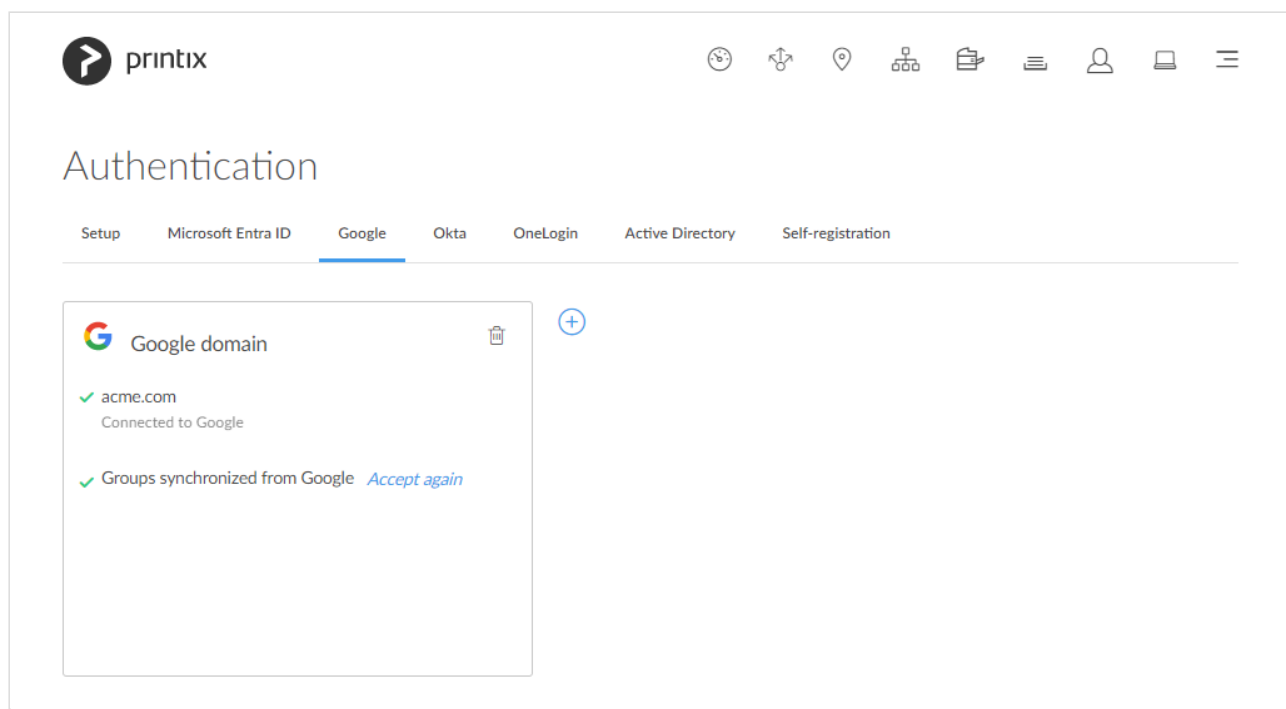 printix
Authentication
Setup Microsoft Entra ID Google Okta OneLogin Active Directory Self-registration
Google domain
acme.com
Connected to Google
Groups synchronized from Google Accept again